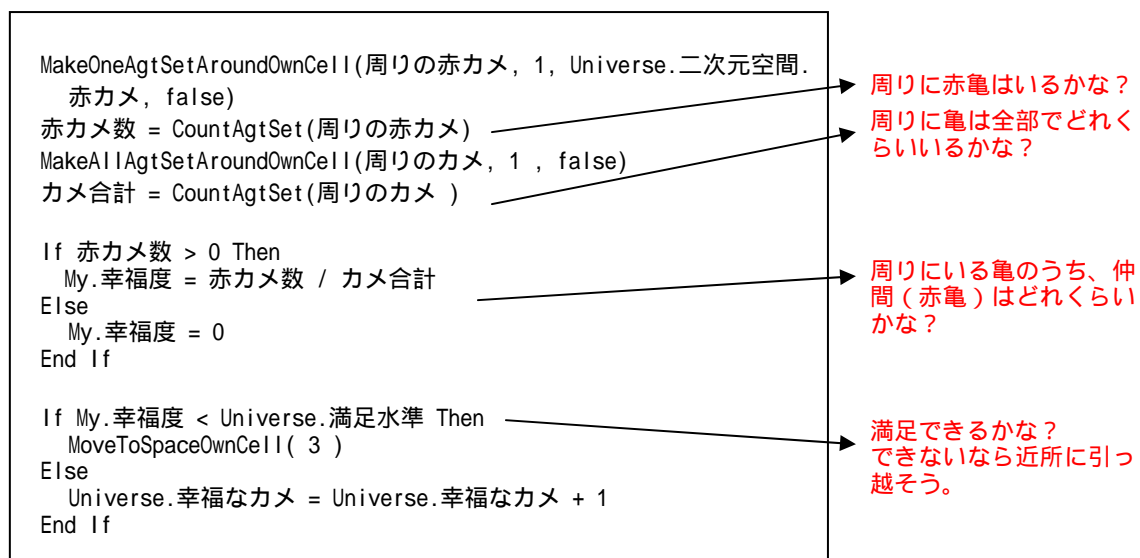 MakeOneAgtSetAroundOwnCell(周りの赤カメ, 1, Universe.二次元空間.
赤カメ, false)
赤カメ数 = CountAgtSet(周りの赤カメ)
MakeAllAgtSetAroundOwnCell(周りのカメ, 1 , false)
カメ合計 = CountAgtSet(周りのカメ )
If 赤カメ数 > 0 Then
My.幸福度 = 赤カメ数 / カメ合計
Else
My.幸福度 = 0
End If
If My.幸福度 < Universe.満足水準 Then
MoveToSpaceOwnCell( 3 )
Else
Universe.幸福なカメ = Universe.幸福なカメ + 1
End If
周りに赤亀はいるかな？
周りに亀は全部でどれく
らいいるかな？
周りにいる亀のうち、仲
間（赤亀）はどれくらい
かな？
満足できるかな？
できないなら近所に引っ
越そう。